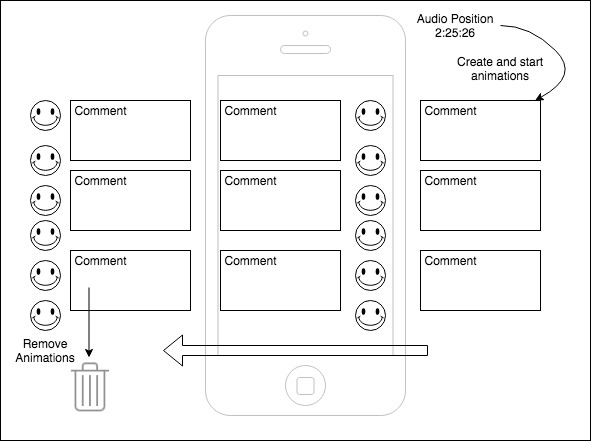 Audio Position
2:25:26
Create and start
animations
Comment
Comment
Comment
Comment
Comment
Comment
Comment
Comment
Comment
Remove
Animations